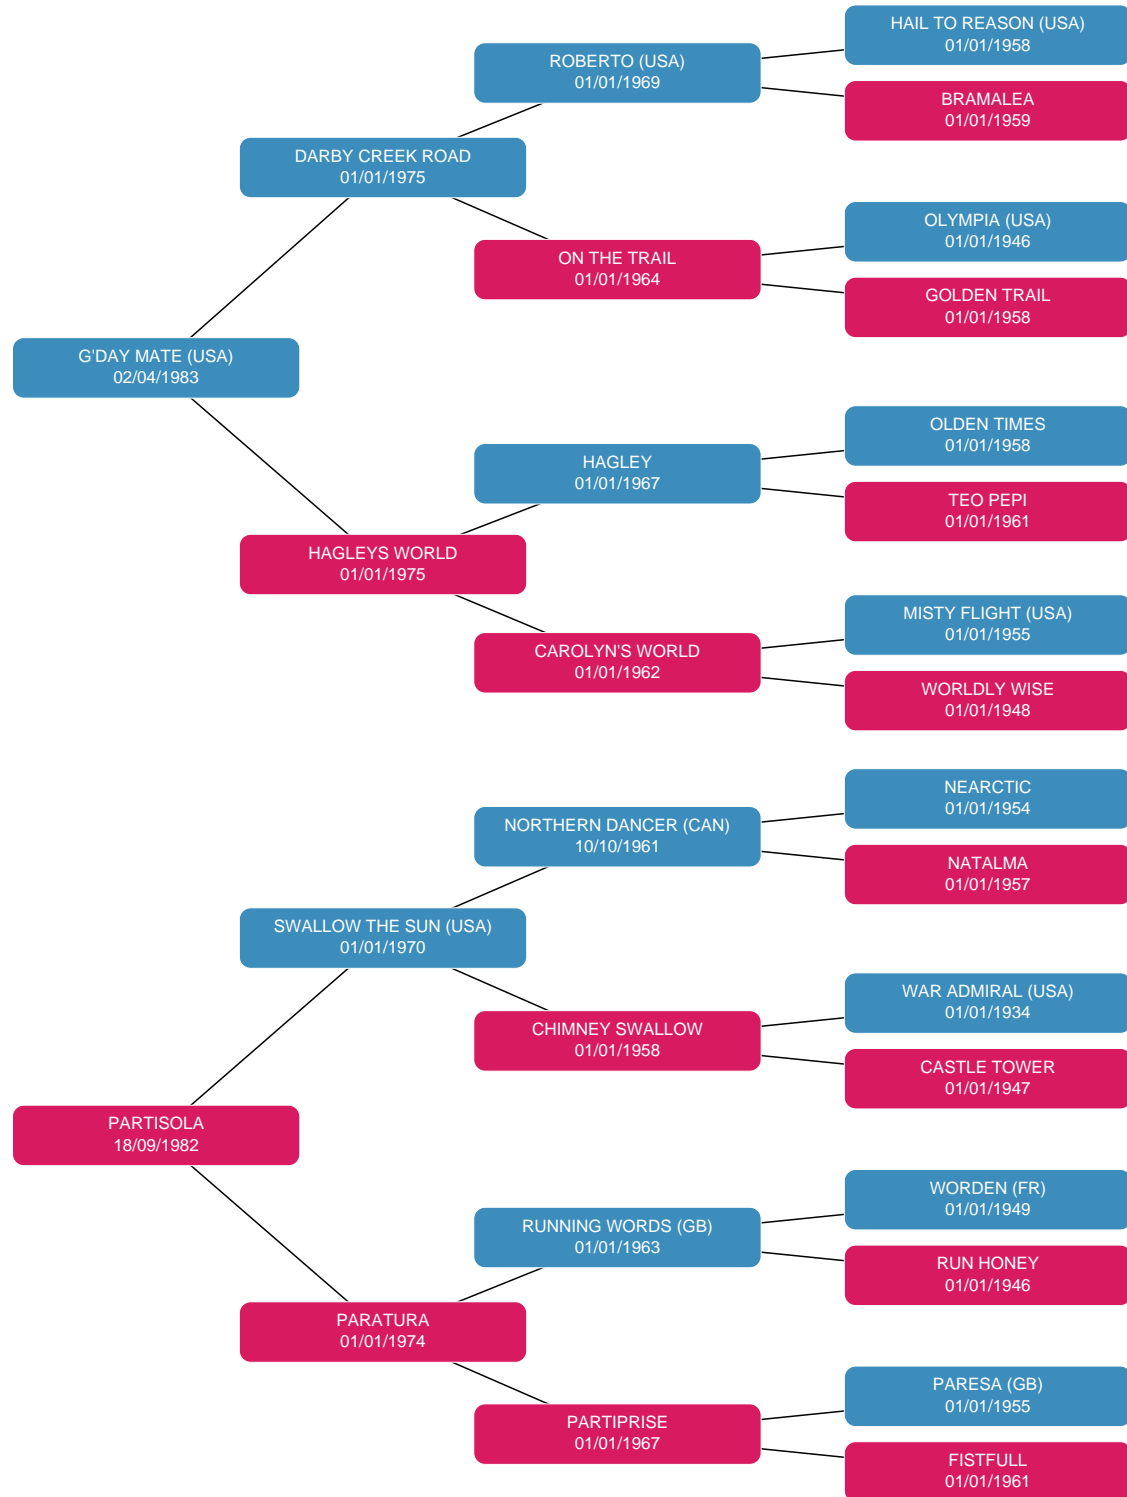 HAIL TO REASON (USA)
01/01/1958
ROBERTO (USA)
01/01/1969
BRAMALEA
01/01/1959
DARBY CREEK ROAD
01/01/1975
OLYMPIA (USA)
01/01/1946
ON THE TRAIL
01/01/1964
GOLDEN TRAIL
01/01/1958
G'DAY MATE (USA)
02/04/1983
OLDEN TIMES
01/01/1958
HAGLEY
01/01/1967
TEO PEPI
01/01/1961
HAGLEYS WORLD
01/01/1975
MISTY FLIGHT (USA)
01/01/1955
CAROLYN'S WORLD
01/01/1962
WORLDLY WISE
01/01/1948
NEARCTIC
01/01/1954
NORTHERN DANCER (CAN)
10/10/1961
NATALMA
01/01/1957
SWALLOW THE SUN (USA)
01/01/1970
WAR ADMIRAL (USA)
01/01/1934
CHIMNEY SWALLOW
01/01/1958
CASTLE TOWER
01/01/1947
PARTISOLA
18/09/1982
WORDEN (FR)
01/01/1949
RUNNING WORDS (GB)
01/01/1963
RUN HONEY
01/01/1946
PARATURA
01/01/1974
PARESA (GB)
01/01/1955
PARTIPRISE
01/01/1967
FISTFULL
01/01/1961